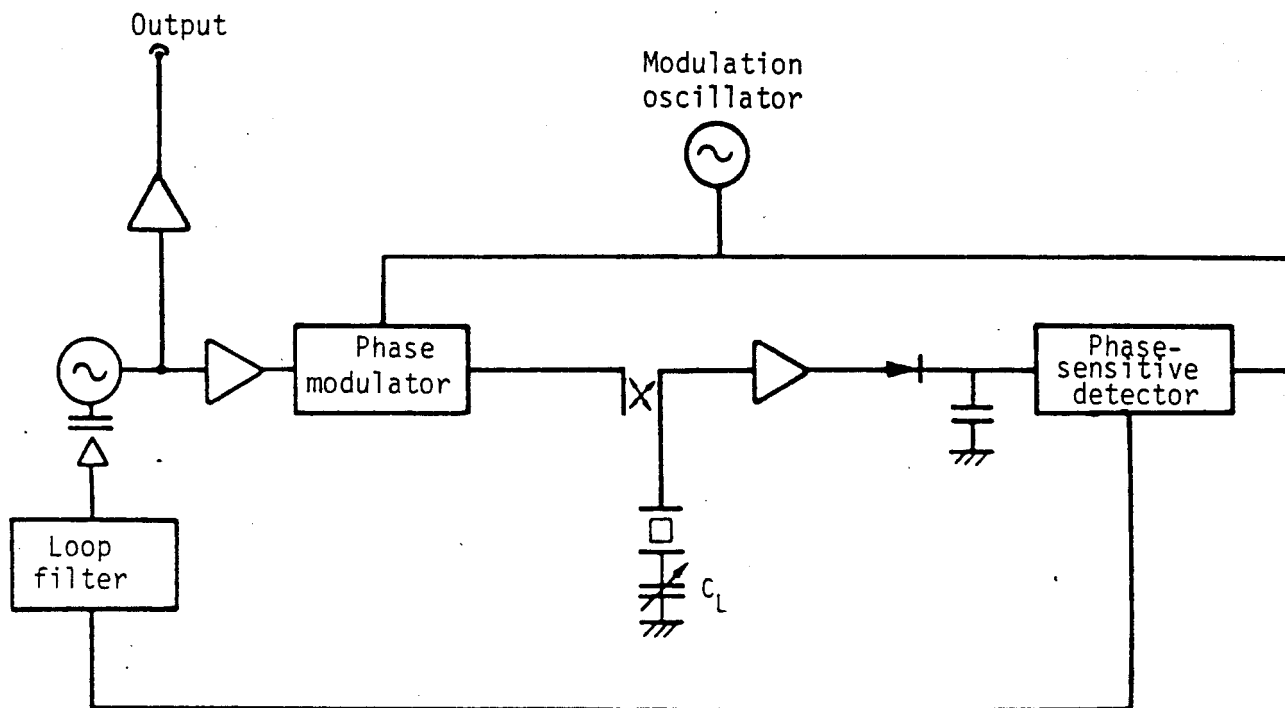 Output
Modulation
oscillator
Phase
modulator
Phase-
sensitive
detector
Loop
filter
C_L